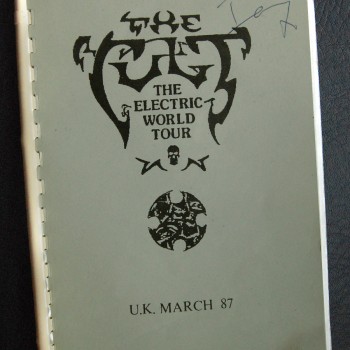 THE
CULT
THE
ELECTRIC
WORLD
TOUR
U.K. MARCH 87